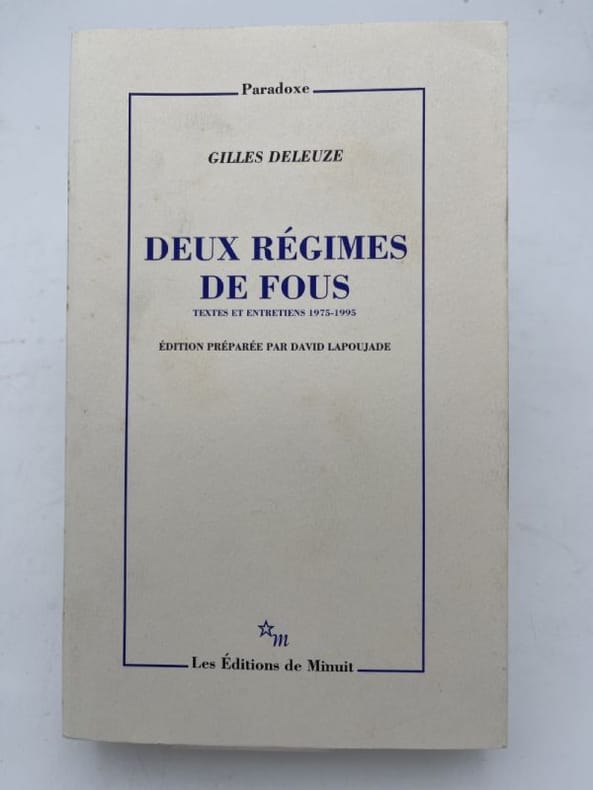 Paradoxe
GILLES DELEUZE
DEUX RÉGIMES
DE FOUS
TEXTES ET ENTRETIENS 1975-1995
ÉDITION PRÉPARÉE PAR DAVID LAPOUJADE
m
Les Éditions de Minuit